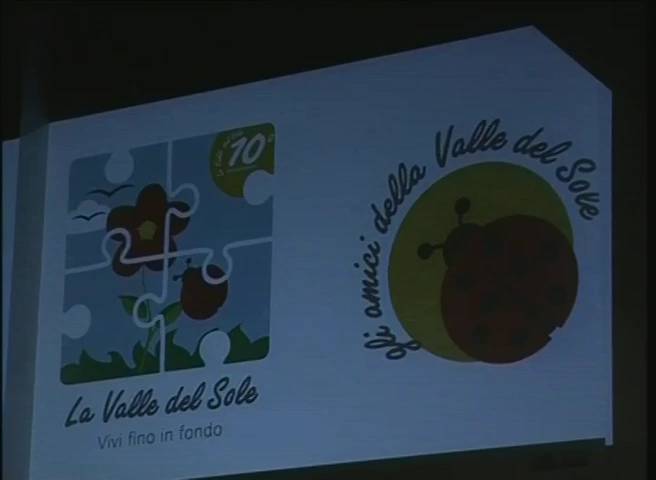 10°
La Valle del Sole
Vivi fino in fondo
Gli amici della Valle del Sole